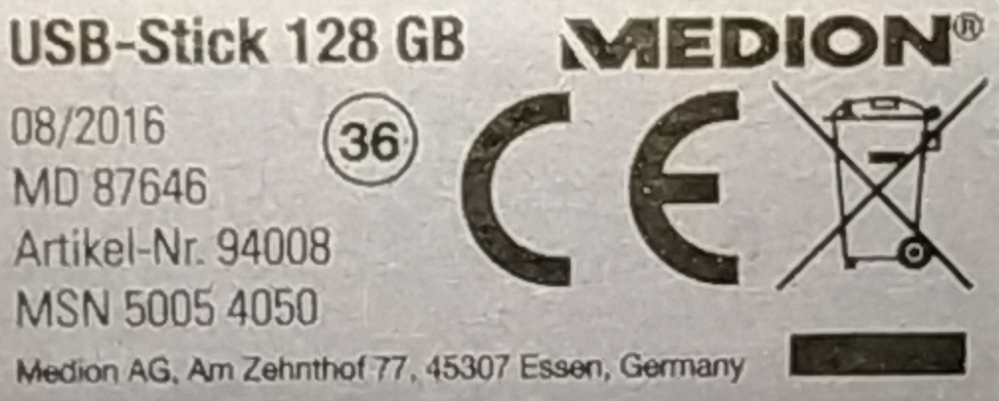 USB-Stick 128 GB
MEDION®
08/2016
36
MD 87646
Artikel-Nr. 94008
MSN 5005 4050
CE
Medion AG, Am Zehnthof 77, 45307 Essen, Germany